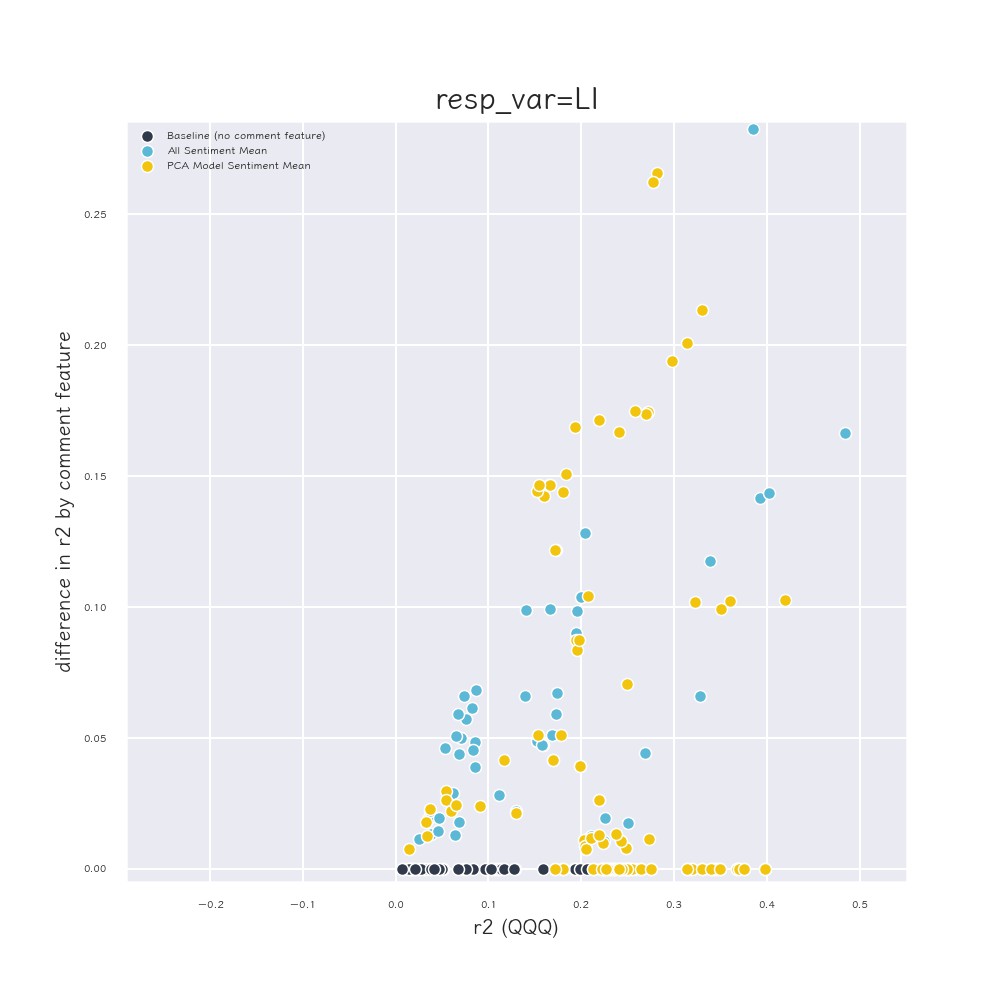 resp_var=LI
Baseline (no comment feature)
All Sentiment Mean
PCA Model Sentiment Mean
difference in r2 by comment feature
0.25
0.20
0.15
0.10
0.05
0.00
−0.2 −0.1 0.0 0.1 0.2 0.3 0.4 0.5
r2 (QQQ)